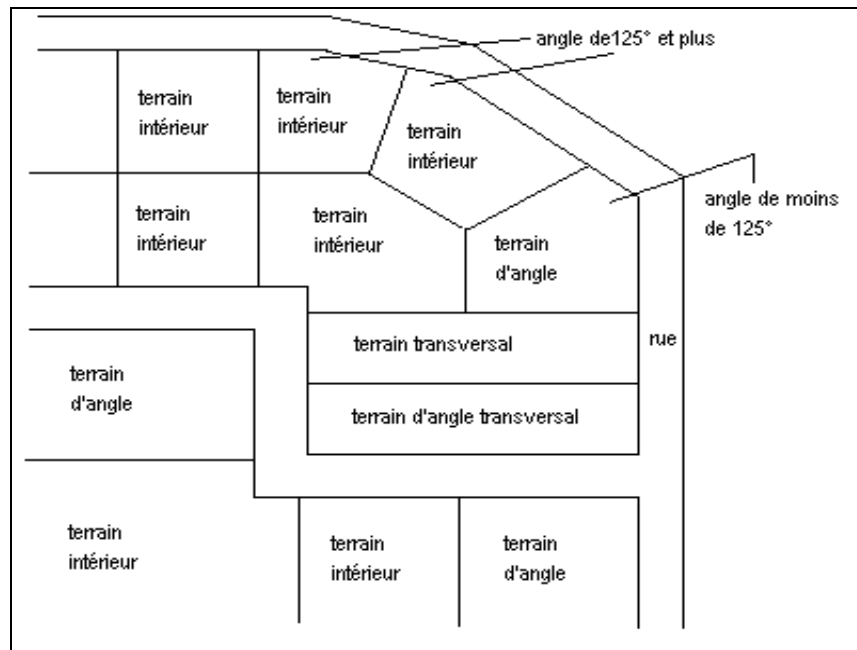 angle de125° et plus
terrain
intérieur
terrain
intérieur
terrain
intérieur
angle de moins
de 125°
terrain
intérieur
terrain
intérieur
terrain
d'angle
terrain transversal
rue
terrain
d'angle
terrain d'angle transversal
terrain
intérieur
terrain
intérieur
terrain
d'angle